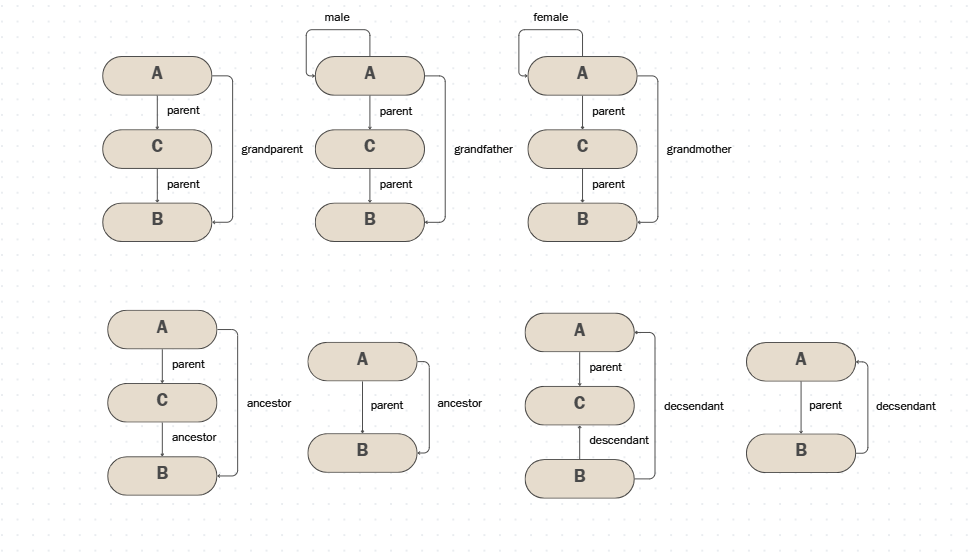 male
female
A
A
A
parent
parent
parent
C
C
C
grandparent
grandfather
grandmother
parent
parent
parent
B
B
B
A
A
A
A
parent
parent
C
parent
C
parent
ancestor
ancestor
decsendant
decsendant
ancestor
descendant
B
B
B
B